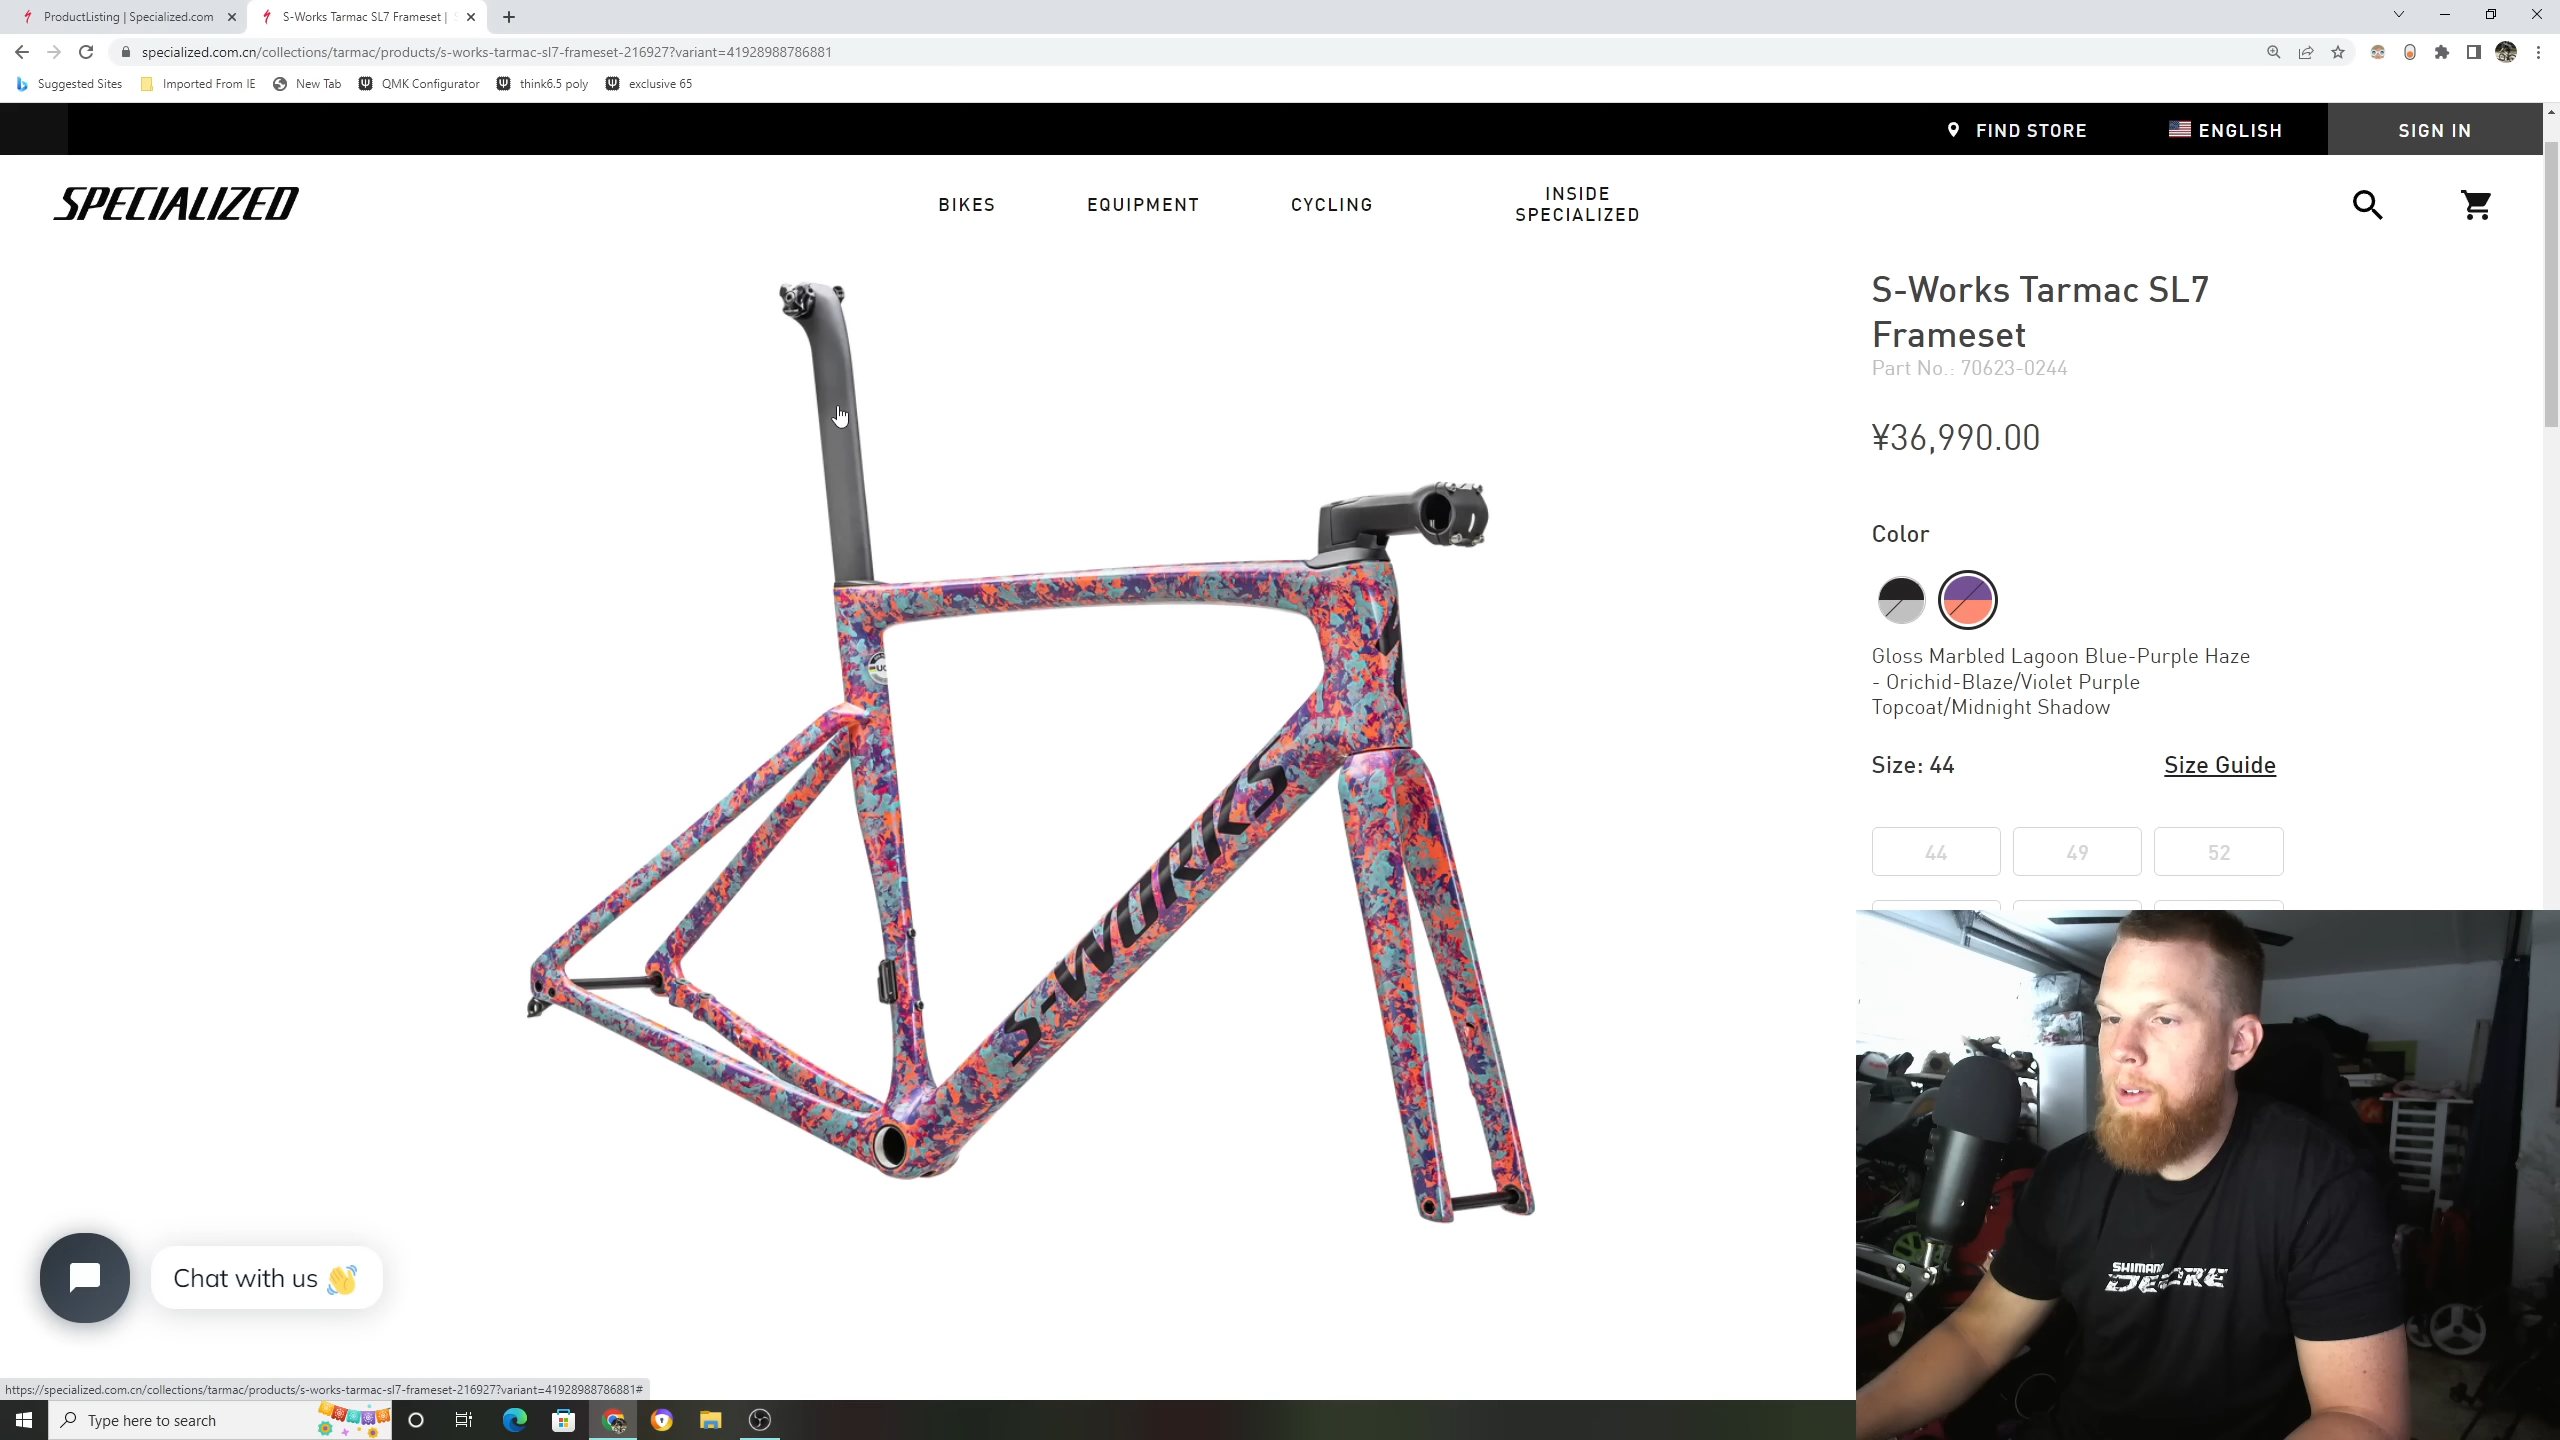 ProductListing | Specialized.com
S-Works Tarmac SL7 Frameset |
specialized.com.cn/collections/tarmac/products/s-works-tarmac-sl7-frameset-216927?variant=41928988786881
Suggested Sites
Imported From IE
New Tab
QMK Configurator
think6.5 poly
exclusive 65
FIND STORE
ENGLISH
SIGN IN
SPECIALIZED
BIKES
EQUIPMENT
CYCLING
INSIDE
SPECIALIZED
S-Works Tarmac SL7
Frameset
Part No.: 70623-0244
¥36,990.00
Color
Gloss Marbled Lagoon Blue-Purple Haze
- Orichid-Blaze/Violet Purple
Topcoat/Midnight Shadow
Size: 44
Size Guide
44
49
52
S-WORKS
Chat with us 👋
SHIMANO
DEORE
https://specialized.com.cn/collections/tarmac/products/s-works-tarmac-sl7-frameset-216927?variant=41928988786881#
Type here to search